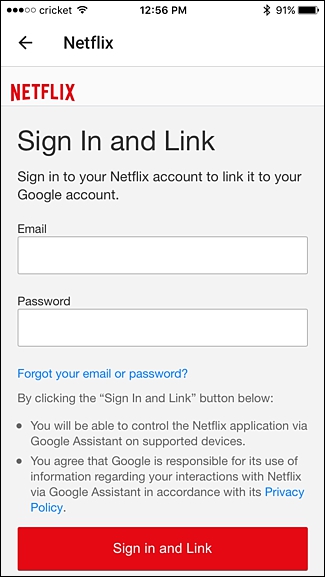 cricket 12:56 PM 91%
Netflix
NETFLIX
Sign In and Link
Sign in to your Netflix account to link it to your
Google account.
Email
Password
Forgot your email or password?
By clicking the “Sign In and Link” button below:
• You will be able to control the Netflix application via
Google Assistant on supported devices.
• You agree that Google is responsible for its use of
information regarding your interactions with Netflix
via Google Assistant in accordance with its Privacy
Policy.
Sign in and Link